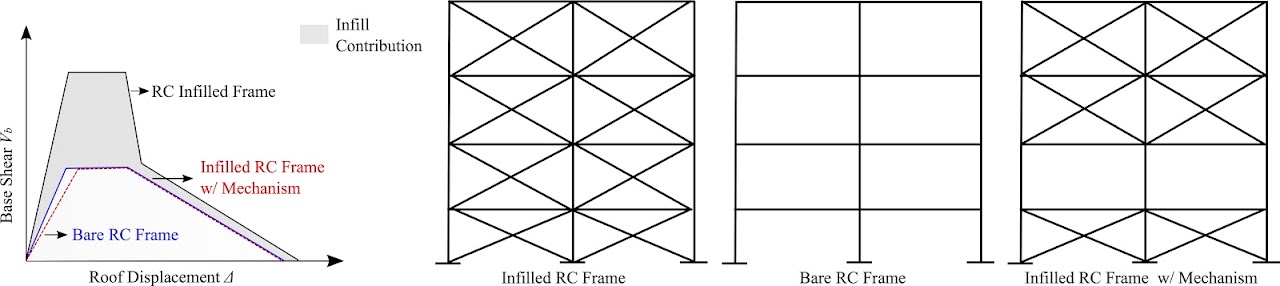 Infill
Contribution
RC Infilled Frame
Infilled RC Frame
w/ Mechanism
Bare RC Frame
Base Shear V_b
Roof Displacement Δ
Infilled RC Frame
Bare RC Frame
Infilled RC Frame w/ Mechanism